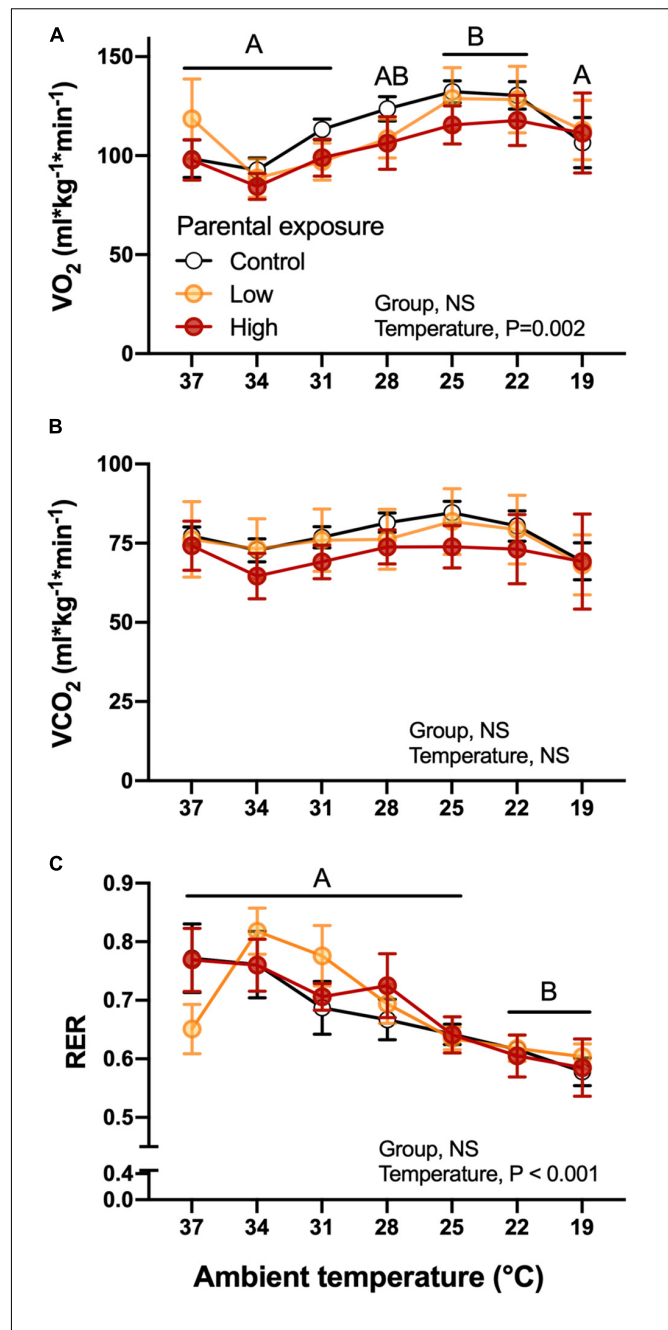 A
A
B
AB
A
150
100
50
0
VO2 (ml*kg-1*min-1)
Parental exposure
Control
Low
High
Group, NS
Temperature, P=0.002
37 34 31 28 25 22 19
B
100
75
50
25
0
VCO2 (ml*kg-1*min-1)
Group, NS
Temperature, NS
37 34 31 28 25 22 19
C
A
B
0.9
0.8
0.7
0.6
0.5
0.4
0.0
RER
Group, NS
Temperature, P < 0.001
37 34 31 28 25 22 19
Ambient temperature (°C)